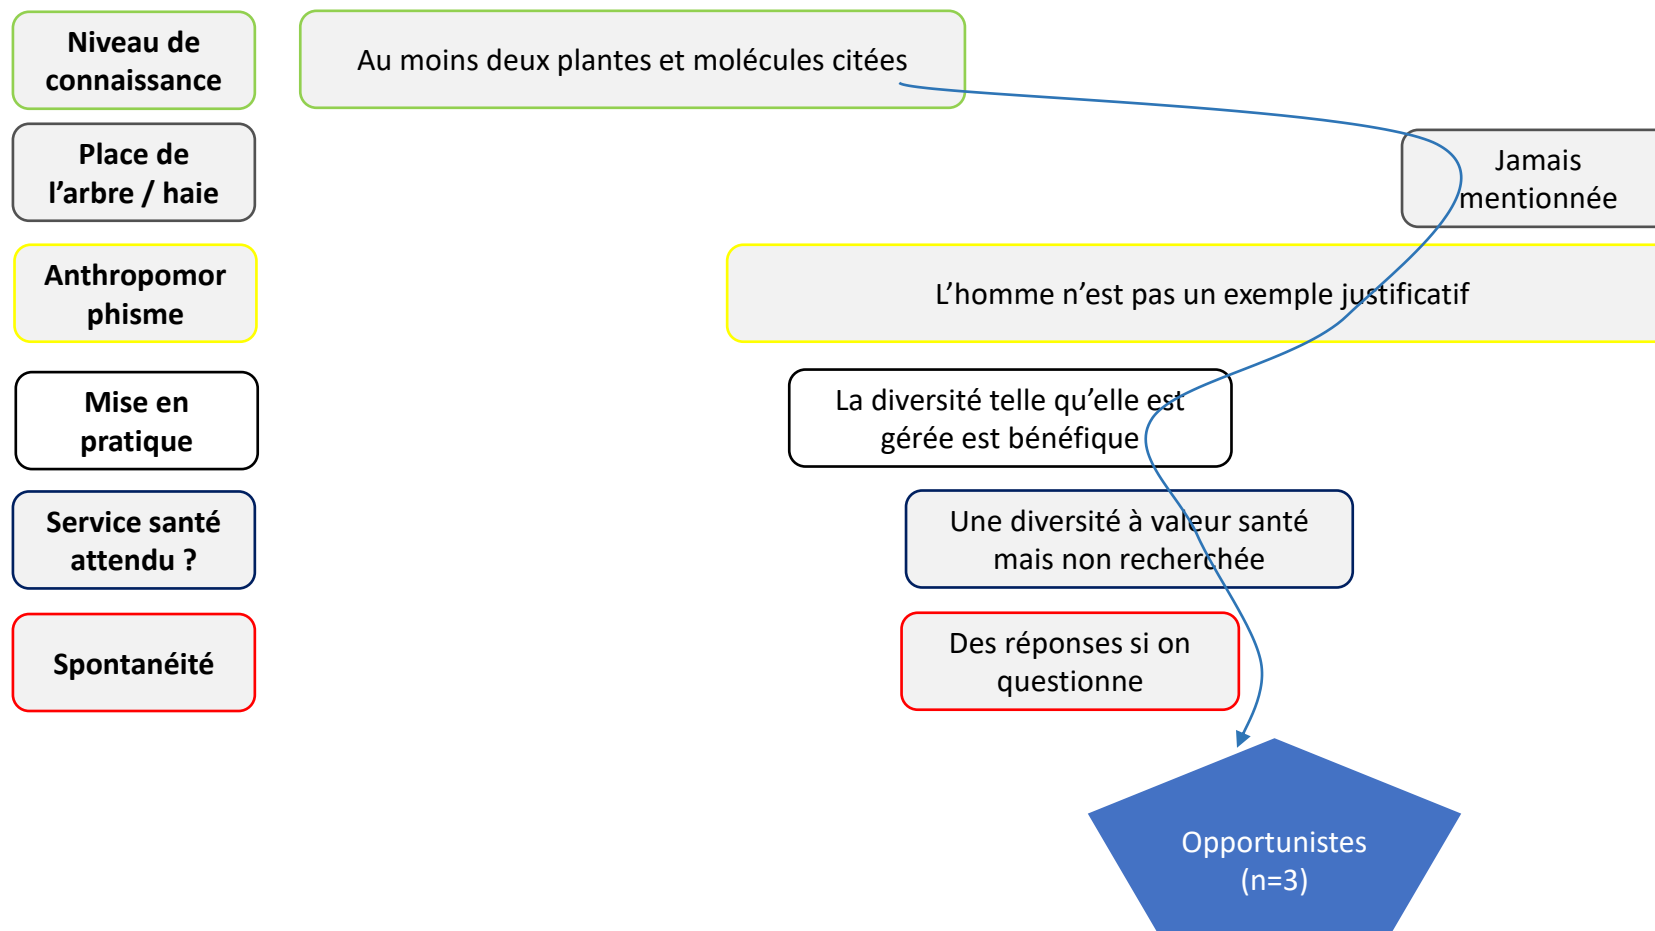 Niveau de
connaissance
Au moins deux plantes et molécules citées
Place de
l’arbre / haie
Jamais
mentionnée
Anthropomor
phisme
L’homme n’est pas un exemple justificatif
Mise en
pratique
La diversité telle qu’elle est
gérée est bénéfique
Service santé
attendu ?
Une diversité à valeur santé
mais non recherchée
Spontanéité
Des réponses si on
questionne
Opportunistes
(n=3)